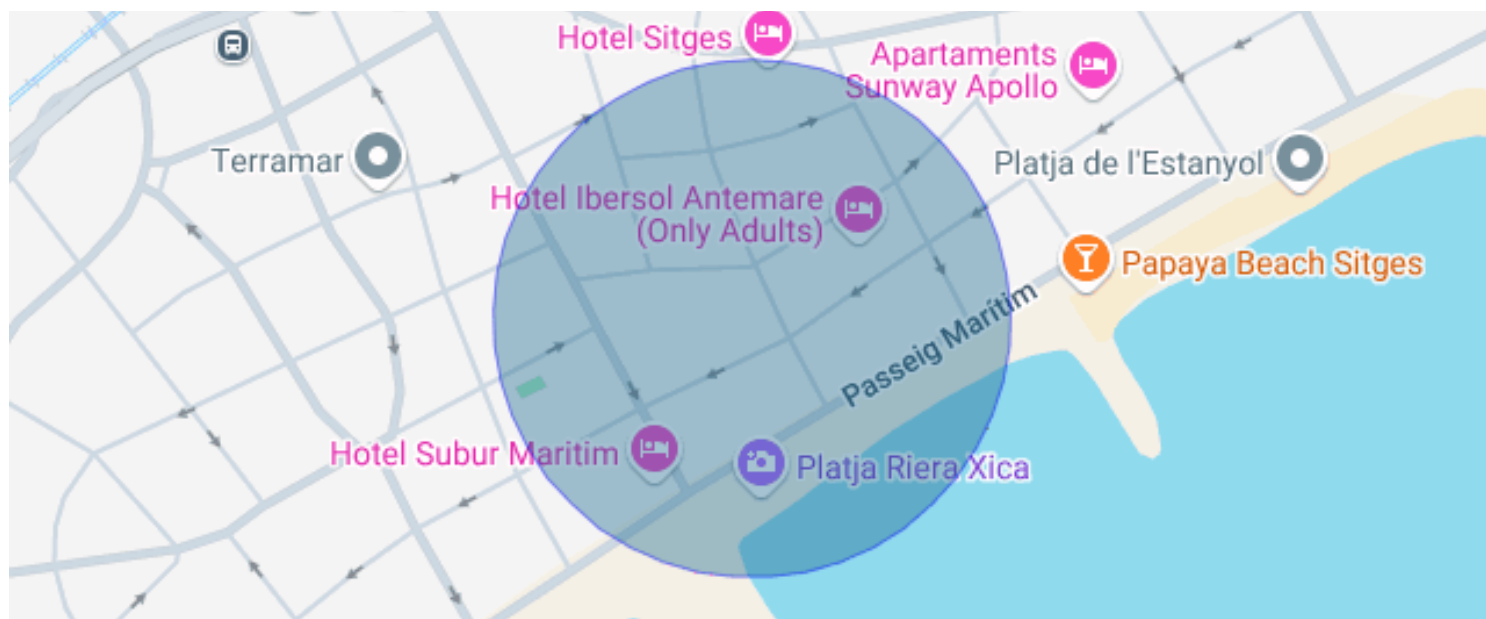 Hotel Sitges
Apartaments
Sunway Apollo
Terramar
Platja de l'Estanyol
Hotel Ibersol Antemare
(Only Adults)
Papaya Beach Sitges
Passeig Marítim
Hotel Subur Maritim
Platja Riera Xica